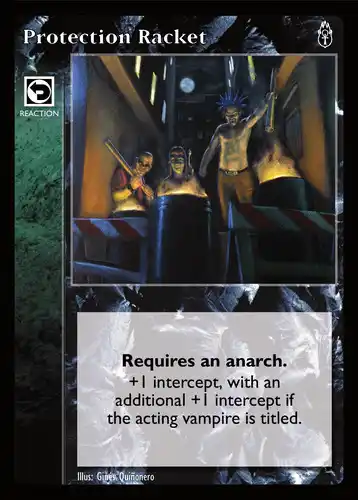 Protection Racket
REACTION
Requires an anarch.
+1 intercept, with an
additional +1 intercept if
the acting vampire is titled.
Illus: Ginés Quiñonero